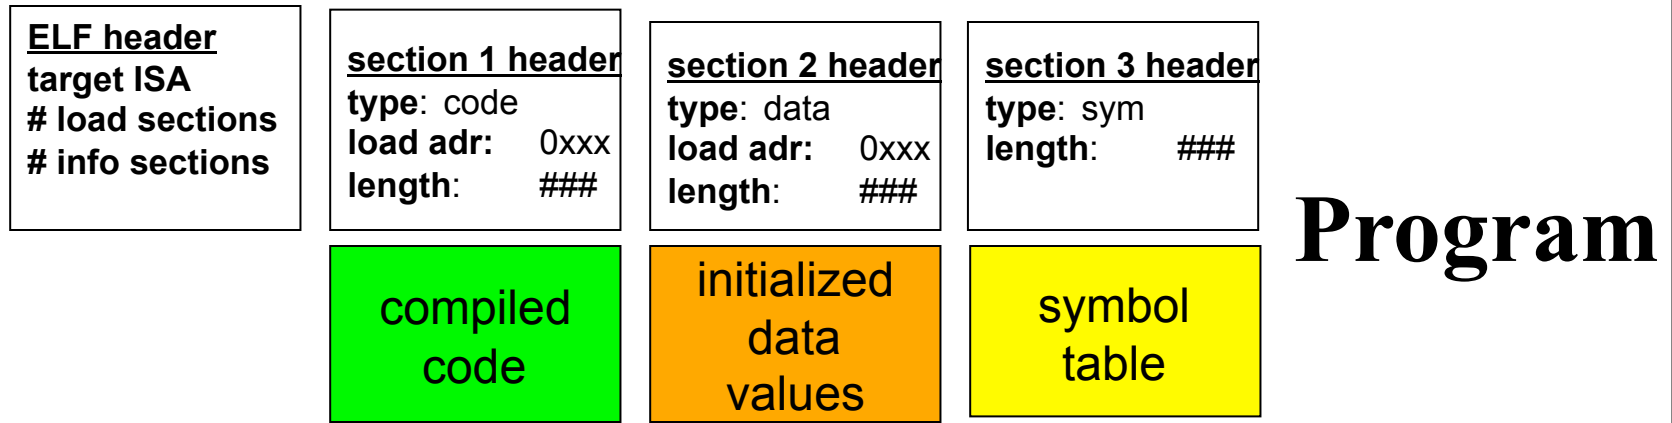 ELF header
target ISA
# load sections
# info sections
section 1 header
type: code
load adr: 0xxx
length: ###
section 2 header
type: data
load adr: 0xxx
length: ###
section 3 header
type: sym
length: ###
compiled
code
initialized
data
values
symbol
table
Program